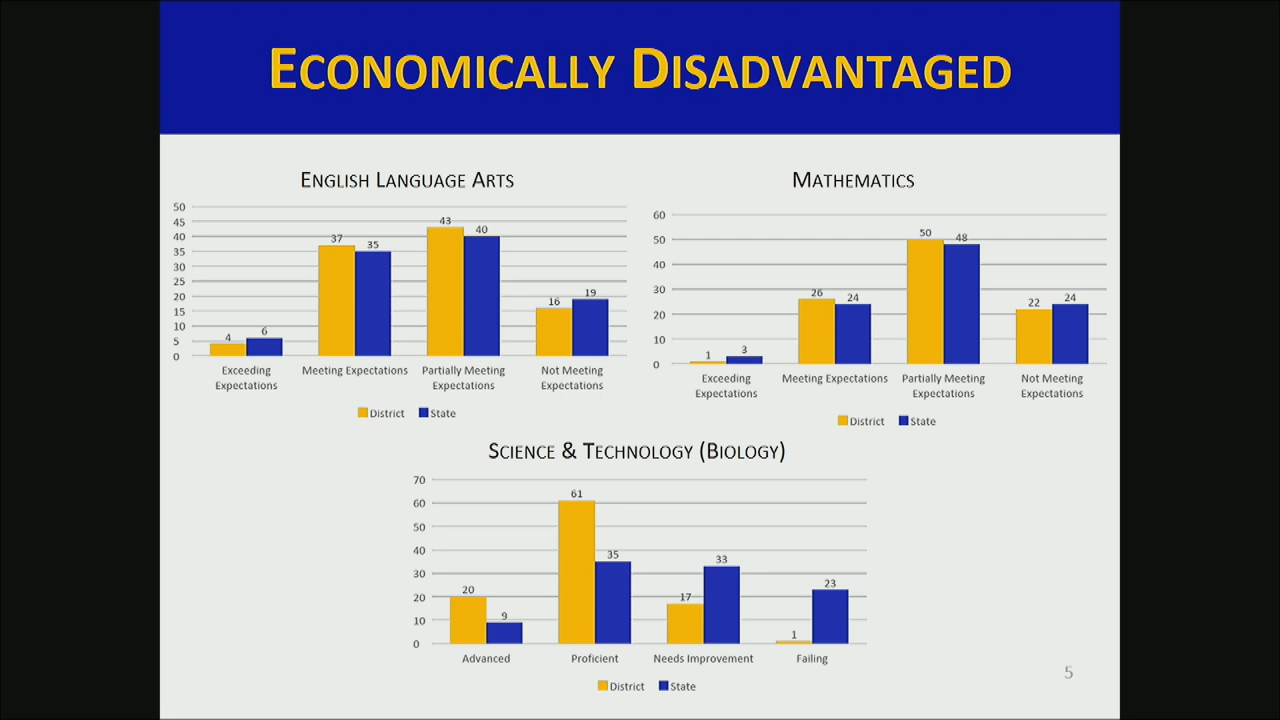 ECONOMICALLY DISADVANTAGED
ENGLISH LANGUAGE ARTS
50
45
40
35
30
25
20
15
10
5
0
4
6
37
35
43
40
16
19
Exceeding
Expectations
Meeting Expectations
Partially Meeting
Expectations
Not Meeting
Expectations
District
State
MATHEMATICS
60
50
40
30
20
10
0
1
3
26
24
50
48
22
24
Exceeding
Expectations
Meeting Expectations
Partially Meeting
Expectations
Not Meeting
Expectations
District
State
SCIENCE & TECHNOLOGY (BIOLOGY)
70
60
50
40
30
20
10
0
20
9
61
35
17
33
1
23
Advanced
Proficient
Needs Improvement
Failing
District
State
5